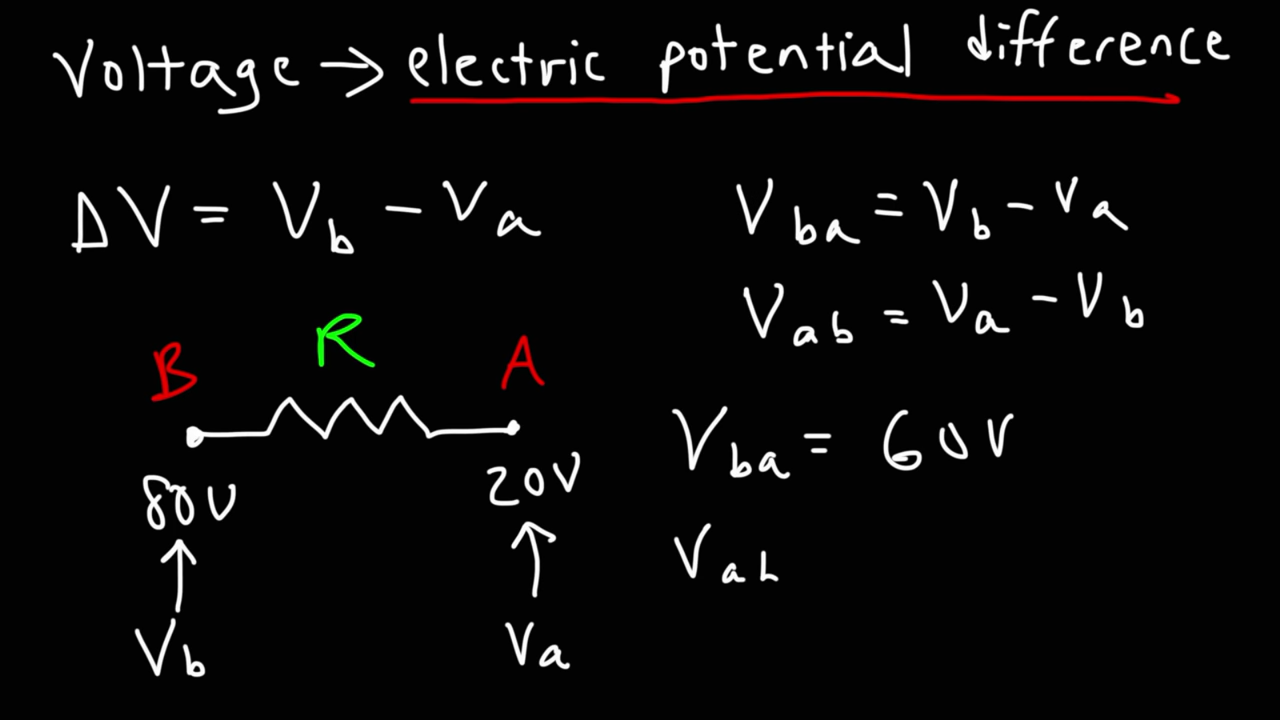 Voltage → electric potential difference
ΔV = Vb - Va
Vba = Vb - Va
Vab = Va - Vb
B R A
80V 20V
Vb Va
Vba = 60V
Vab